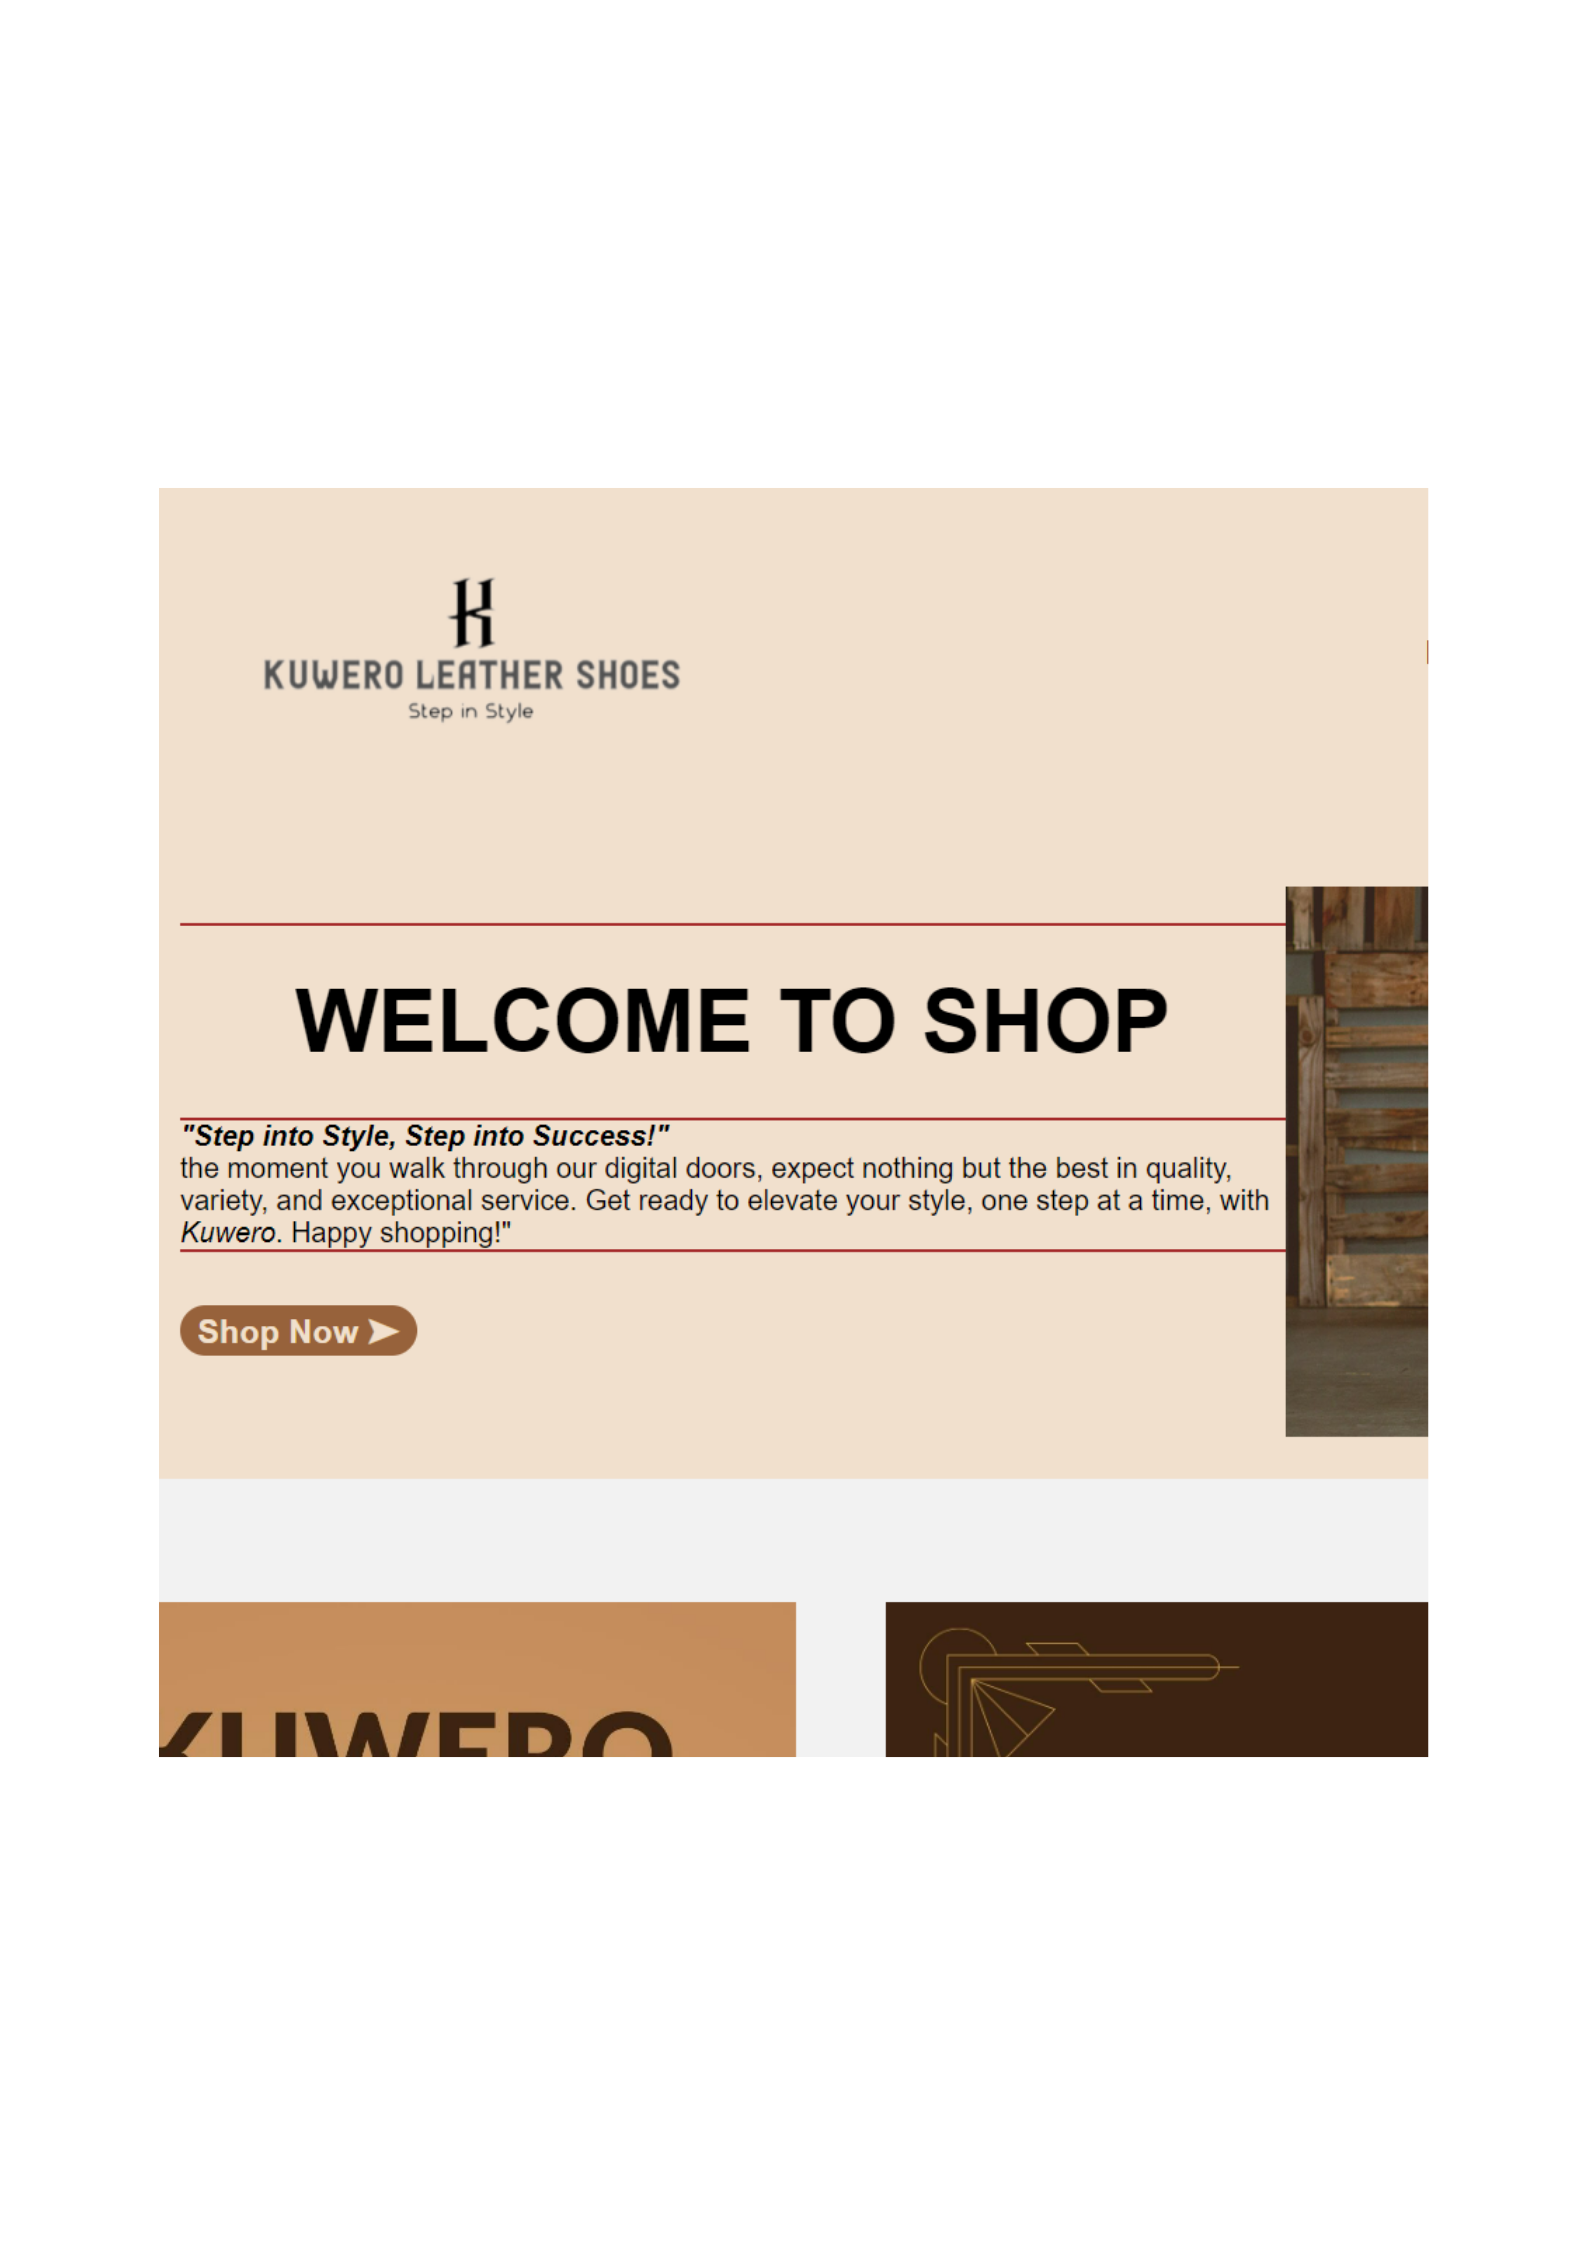 K
KUWERO LEATHER SHOES
Step in Style
WELCOME TO SHOP
"Step into Style, Step into Success!"
the moment you walk through our digital doors, expect nothing but the best in quality,
variety, and exceptional service. Get ready to elevate your style, one step at a time, with
Kuwero. Happy shopping!"
Shop Now ➤
KUWERO